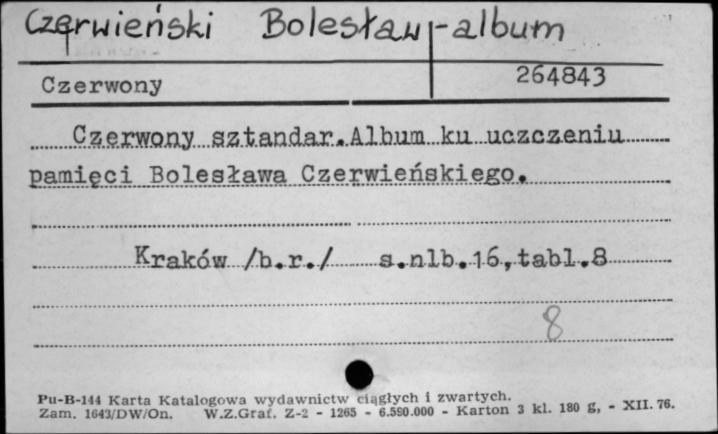 Czerwieński Bolesław-album
Czerwony 264843
Czerwony sztandar. Album ku uczczeniu
pamięci Bolesława Czerwieńskiego.
Kraków /b.r./ s.nlb.16,tabl.8
8
Pu-B-144 Karta Katalogowa wydawnictw ciągłych i zwartych.
Zam. 1643/DW/On. W.Z.Graf. Z-2 - 1265 - 6.590.000 - Karton 3 kl. 180 g, - XII. 76.